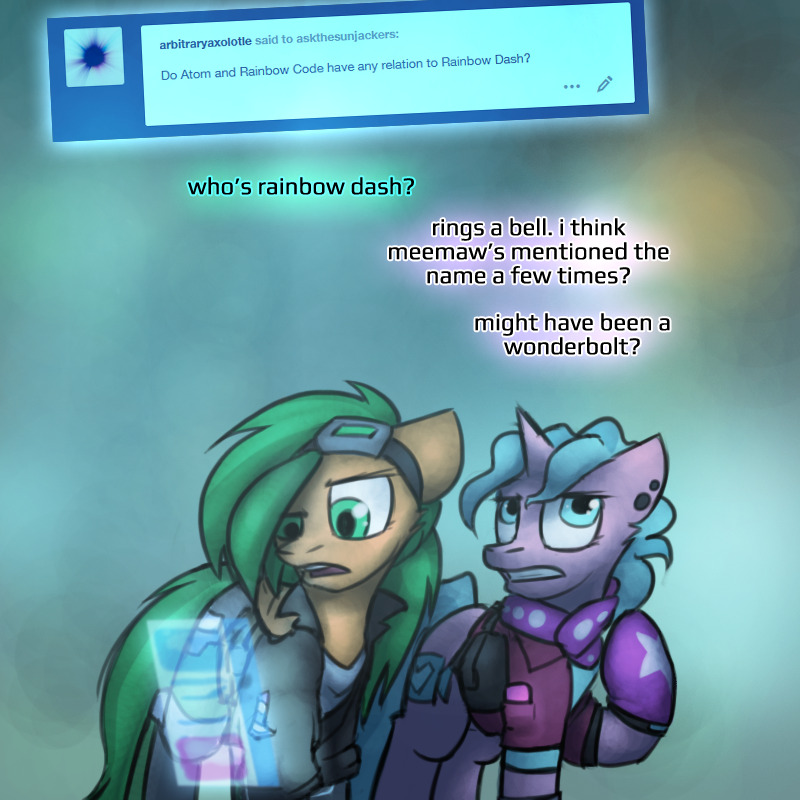 arbitraryaxolotle said to askthesunjackers:
Do Atom and Rainbow Code have any relation to Rainbow Dash?
who's rainbow dash?
rings a bell. i think
meemaw's mentioned the
name a few times?
might have been a
wonderbolt?